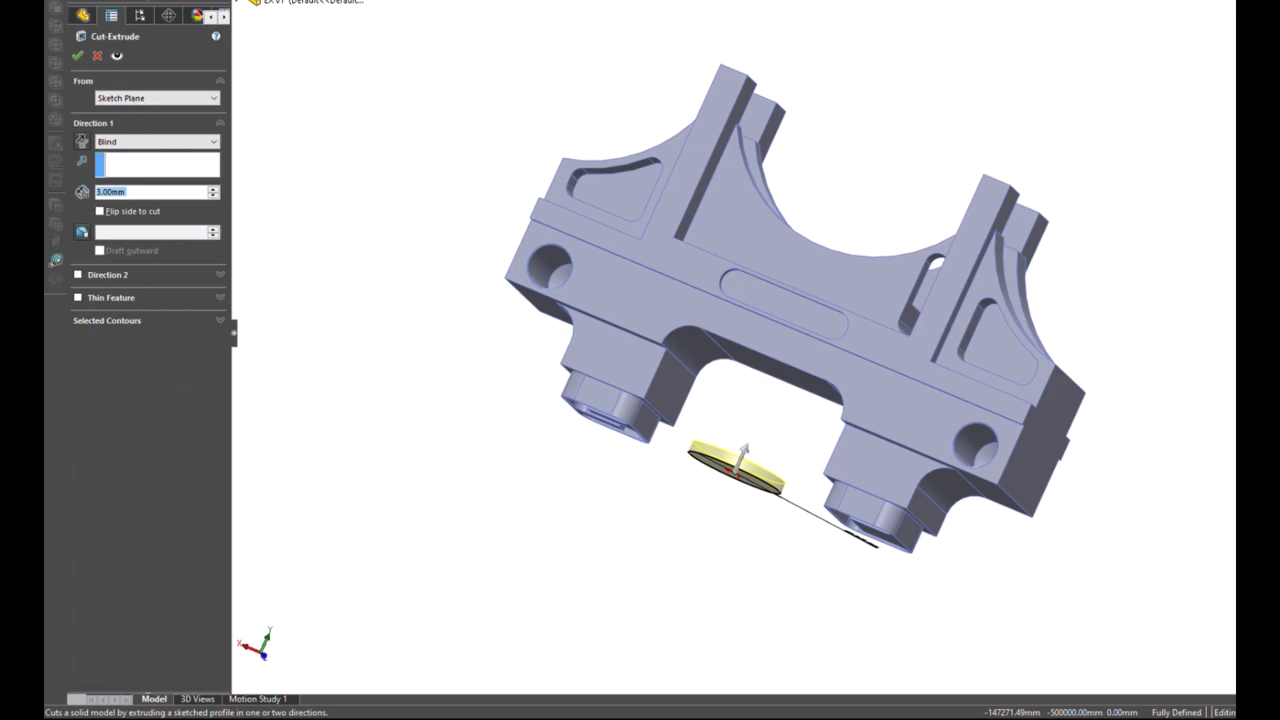 Cut-Extrude
From
Sketch Plane
Direction 1
Blind
3.00mm
Flip side to cut
Draft outward
Direction 2
Thin Feature
Selected Contours
Y
X
Model
3D Views
Motion Study 1
Cuts a solid model by extruding a sketched profile in one or two directions.
-147271.49mm
-500000.00mm
0.00mm
Fully Defined
Editin